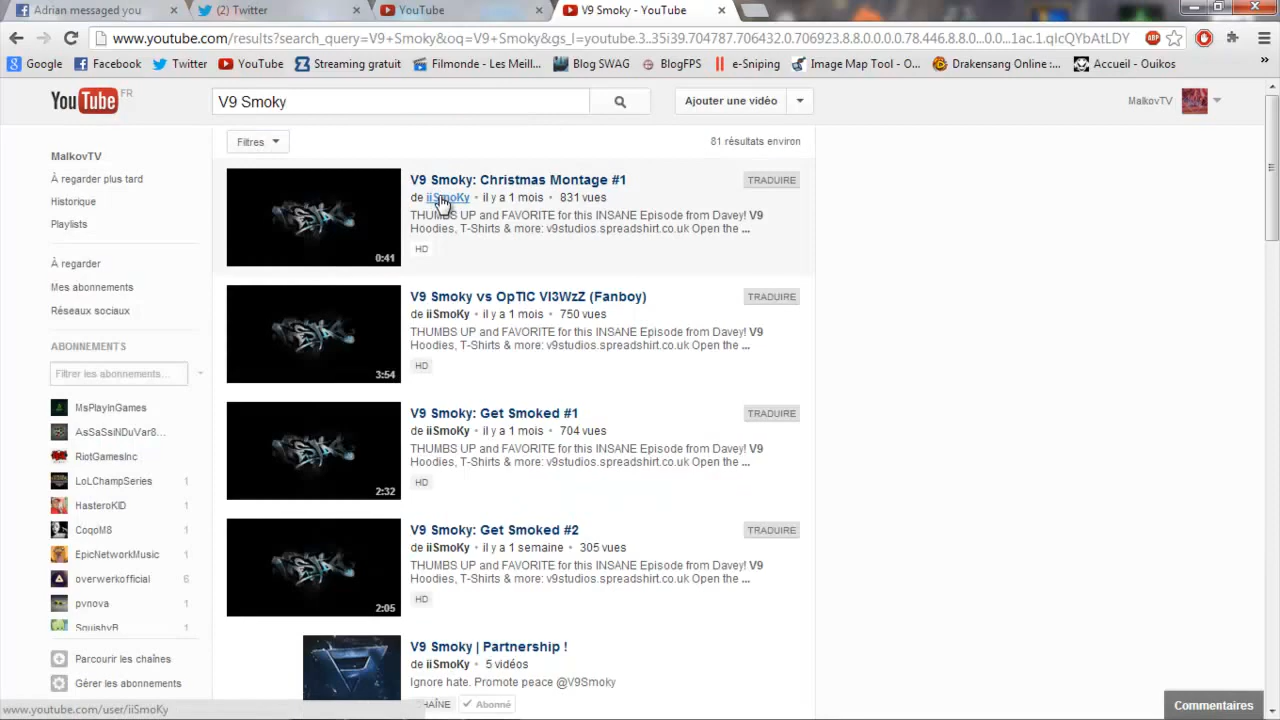 Adrian messaged you
(2) Twitter
YouTube
V9 Smoky - YouTube
www.youtube.com/results?search_query=V9+Smoky&oq=V9+Smoky&gs_l=youtube.3..35i39.704787.706432.0.706923.8.8.0.0.0.0.78.446.8.8.0...0.0...1ac.1.qIcQYbAtLDY
Google
Facebook
Twitter
YouTube
Streaming gratuit
Filmonde - Les Meill...
Blog SWAG
BlogFPS
e-Sniping
Image Map Tool - O...
Drakensang Online :...
Accueil - Ouikos
YouTube FR
V9 Smoky
Ajouter une vidéo
MalkovTV
Filtres
81 résultats environ
MalkovTV
À regarder plus tard
Historique
Playlists
À regarder
Mes abonnements
Réseaux sociaux
ABONNEMENTS
Filtrer les abonnements...
MsPlayInGames
AsSaSsiNDuVar8...
RiotGamesInc
LoLChampSeries 1
HasteroKID 1
CoqoM8 1
EpicNetworkMusic 1
overwerkofficial 6
pvnova 1
SquishyB 1
Parcourir les chaînes
Gérer les abonnements
V9 Smoky: Christmas Montage #1
TRADUIRE
de iiSmoKy • il y a 1 mois • 831 vues
THUMBS UP and FAVORITE for this INSANE Episode from Davey! V9
Hoodies, T-Shirts & more: v9studios.spreadshirt.co.uk Open the ...
HD
0:41
V9 Smoky vs OpTIC VI3WzZ (Fanboy)
TRADUIRE
de iiSmoKy • il y a 1 mois • 750 vues
THUMBS UP and FAVORITE for this INSANE Episode from Davey! V9
Hoodies, T-Shirts & more: v9studios.spreadshirt.co.uk Open the ...
HD
3:54
V9 Smoky: Get Smoked #1
TRADUIRE
de iiSmoKy • il y a 1 mois • 704 vues
THUMBS UP and FAVORITE for this INSANE Episode from Davey! V9
Hoodies, T-Shirts & more: v9studios.spreadshirt.co.uk Open the ...
HD
2:32
V9 Smoky: Get Smoked #2
TRADUIRE
de iiSmoKy • il y a 1 semaine • 305 vues
THUMBS UP and FAVORITE for this INSANE Episode from Davey! V9
Hoodies, T-Shirts & more: v9studios.spreadshirt.co.uk Open the ...
HD
2:05
V9 Smoky | Partnership !
de iiSmoKy • 5 vidéos
Ignore hate. Promote peace @V9Smoky
HAÎNE
Abonné
www.youtube.com/user/iiSmoKy
Commentaires